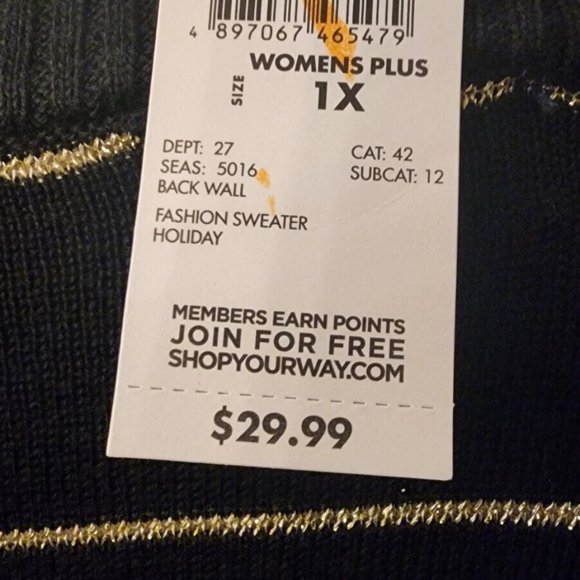 4 897067 465479
WOMENS PLUS
SIZE 1X
DEPT: 27 CAT: 42
SEAS: 5016 SUBCAT: 12
BACK WALL
FASHION SWEATER
HOLIDAY
MEMBERS EARN POINTS
JOIN FOR FREE
SHOPYOURWAY.COM
$29.99